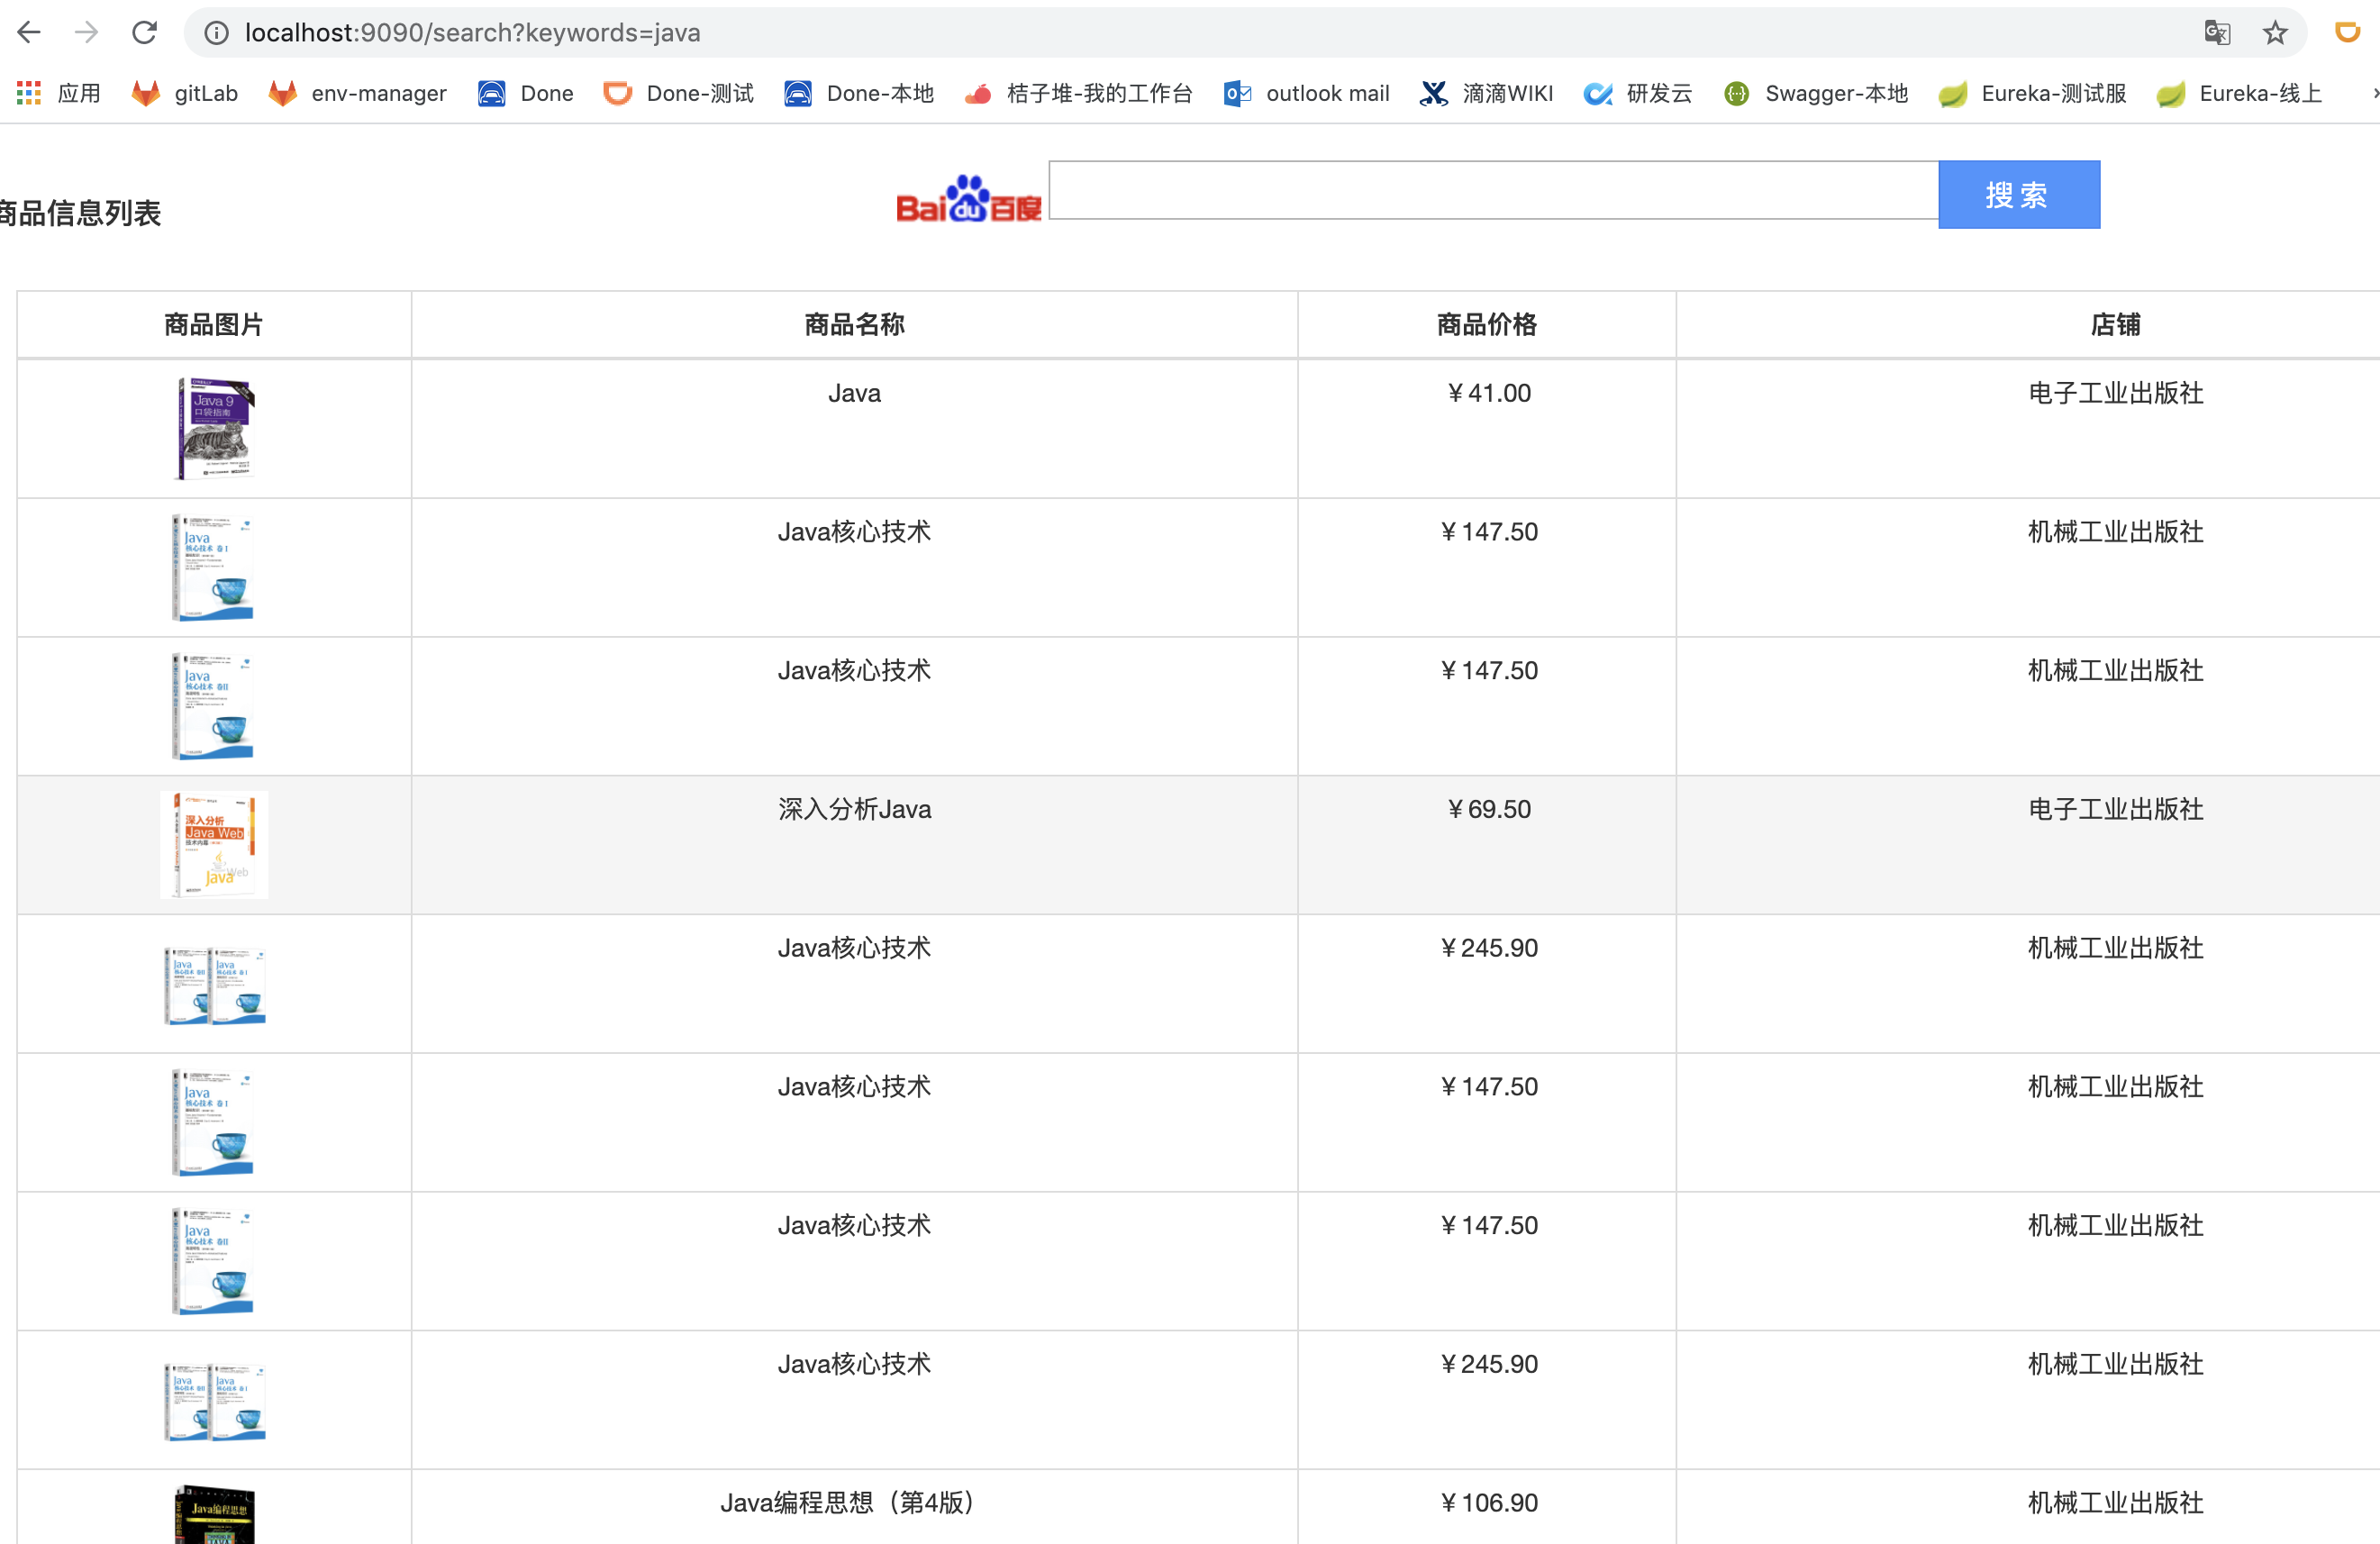 localhost:9090/search?keywords=java
应用 gitLab env-manager Done Done-测试 Done-本地 桔子堆-我的工作台 outlook mail 滴滴WIKI 研发云 Swagger-本地 Eureka-测试服 Eureka-线上
商品信息列表 Baidu百度 搜 索
商品图片 商品名称 商品价格 店铺
Java ￥41.00 电子工业出版社
Java 9
口袋指南
Java核心技术 ￥147.50 机械工业出版社
Java
核心技术 卷I
Java核心技术 ￥147.50 机械工业出版社
Java
核心技术 卷II
深入分析Java ￥69.50 电子工业出版社
深入分析
Java Web
技术内幕
Java Web
Java核心技术 ￥245.90 机械工业出版社
Java Java
核心技术 卷II 核心技术 卷I
Java核心技术 ￥147.50 机械工业出版社
Java
核心技术 卷I
Java核心技术 ￥147.50 机械工业出版社
Java
核心技术 卷II
Java核心技术 ￥245.90 机械工业出版社
Java Java
核心技术 卷II 核心技术 卷I
Java编程思想（第4版） ￥106.90 机械工业出版社
Java编程思想